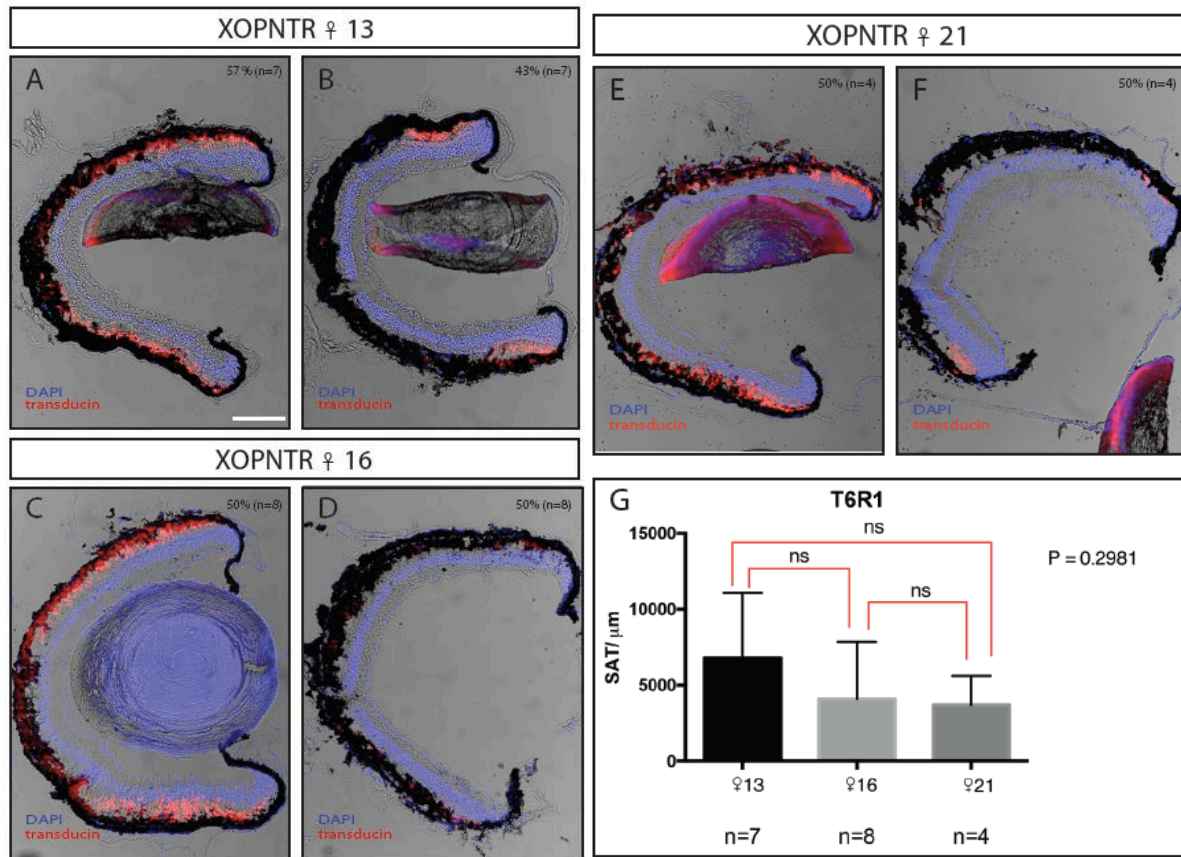 XOPNTR ♀ 13
A
57 % (n=7)
DAPI
transducin
B
43% (n=7)
DAPI
transducin
XOPNTR ♀ 16
C
50% (n=8)
DAPI
transducin
D
50% (n=8)
DAPI
transducin
XOPNTR ♀ 21
E
50% (n=4)
DAPI
transducin
F
50% (n=4)
DAPI
transducin
G
T6R1
15000
10000
5000
0
SAT/ μm
ns
ns
ns
P = 0.2981
♀13 ♀16 ♀21
n=7 n=8 n=4